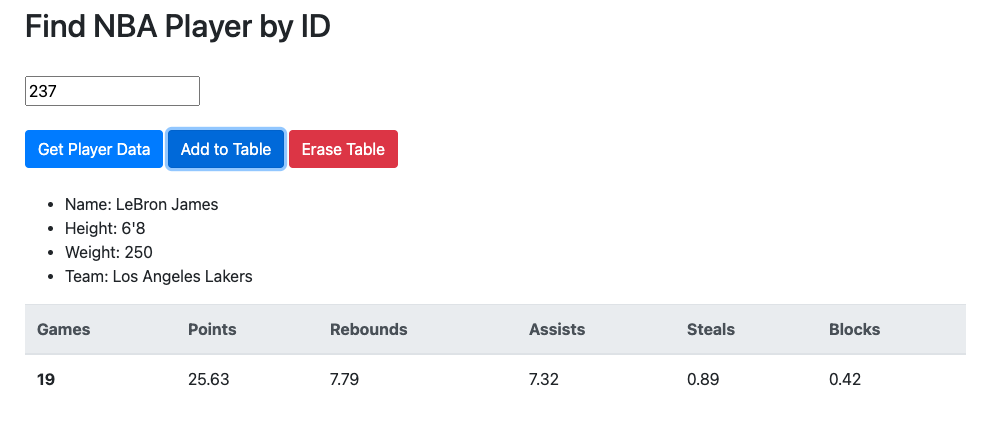 Find NBA Player by ID
237
Get Player Data Add to Table Erase Table
Name: LeBron James
Height: 6'8
Weight: 250
Team: Los Angeles Lakers
Games Points Rebounds Assists Steals Blocks
19 25.63 7.79 7.32 0.89 0.42